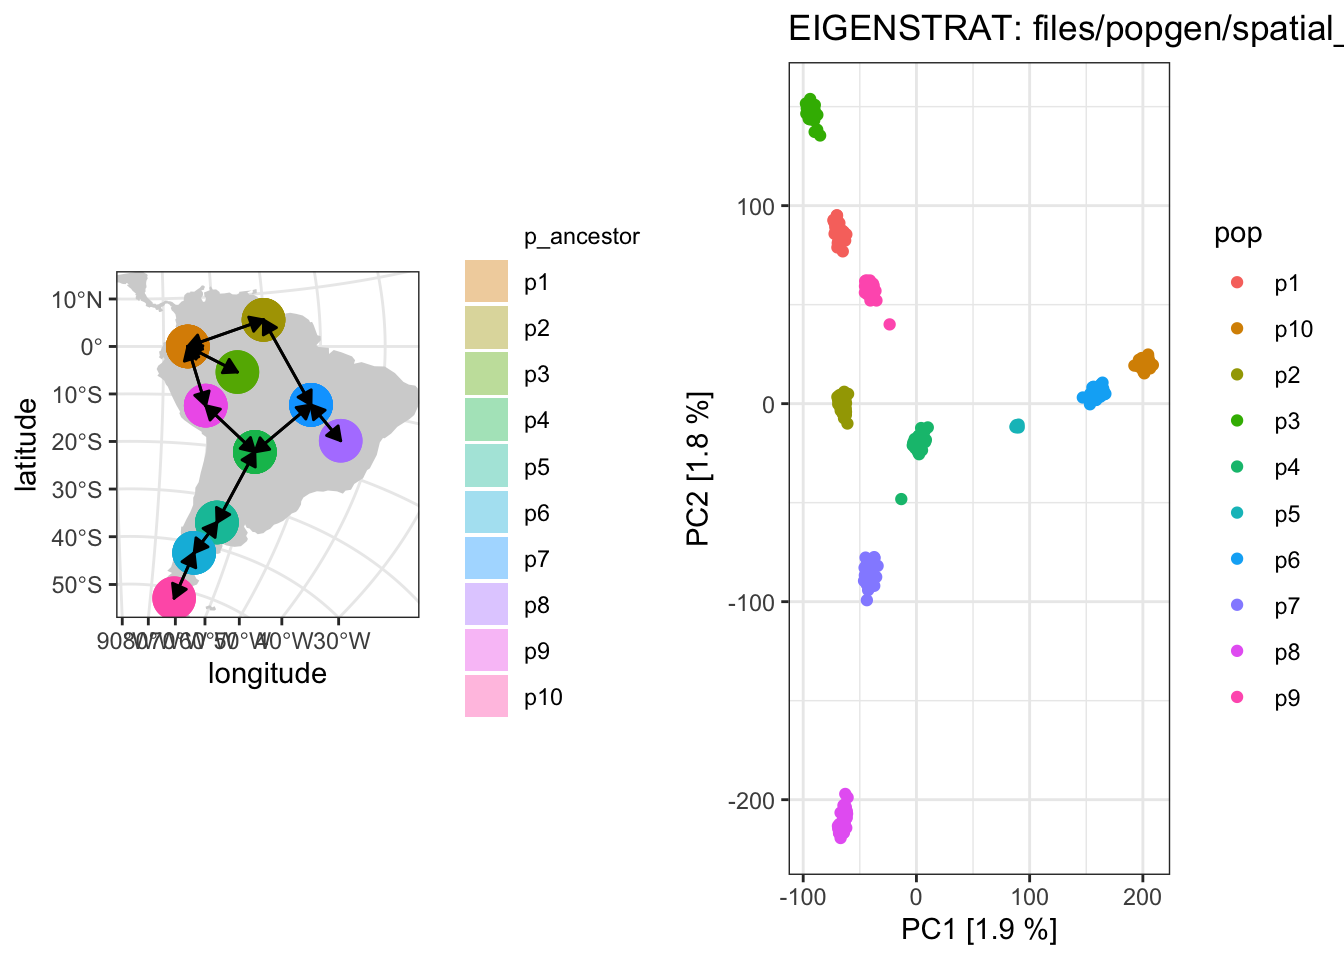 EIGENSTRAT: files/popgen/spatial_
p_ancestor
p1
p2
p3
p4
p5
p6
p7
p8
p9
p10
10°N
0°
10°S
20°S
30°S
40°S
50°S
latitude
40°W
30°W
longitude
100
0
-100
-200
PC2 [1.8 %]
-100
0
100
200
PC1 [1.9 %]
pop
p1
p10
p2
p3
p4
p5
p6
p7
p8
p9